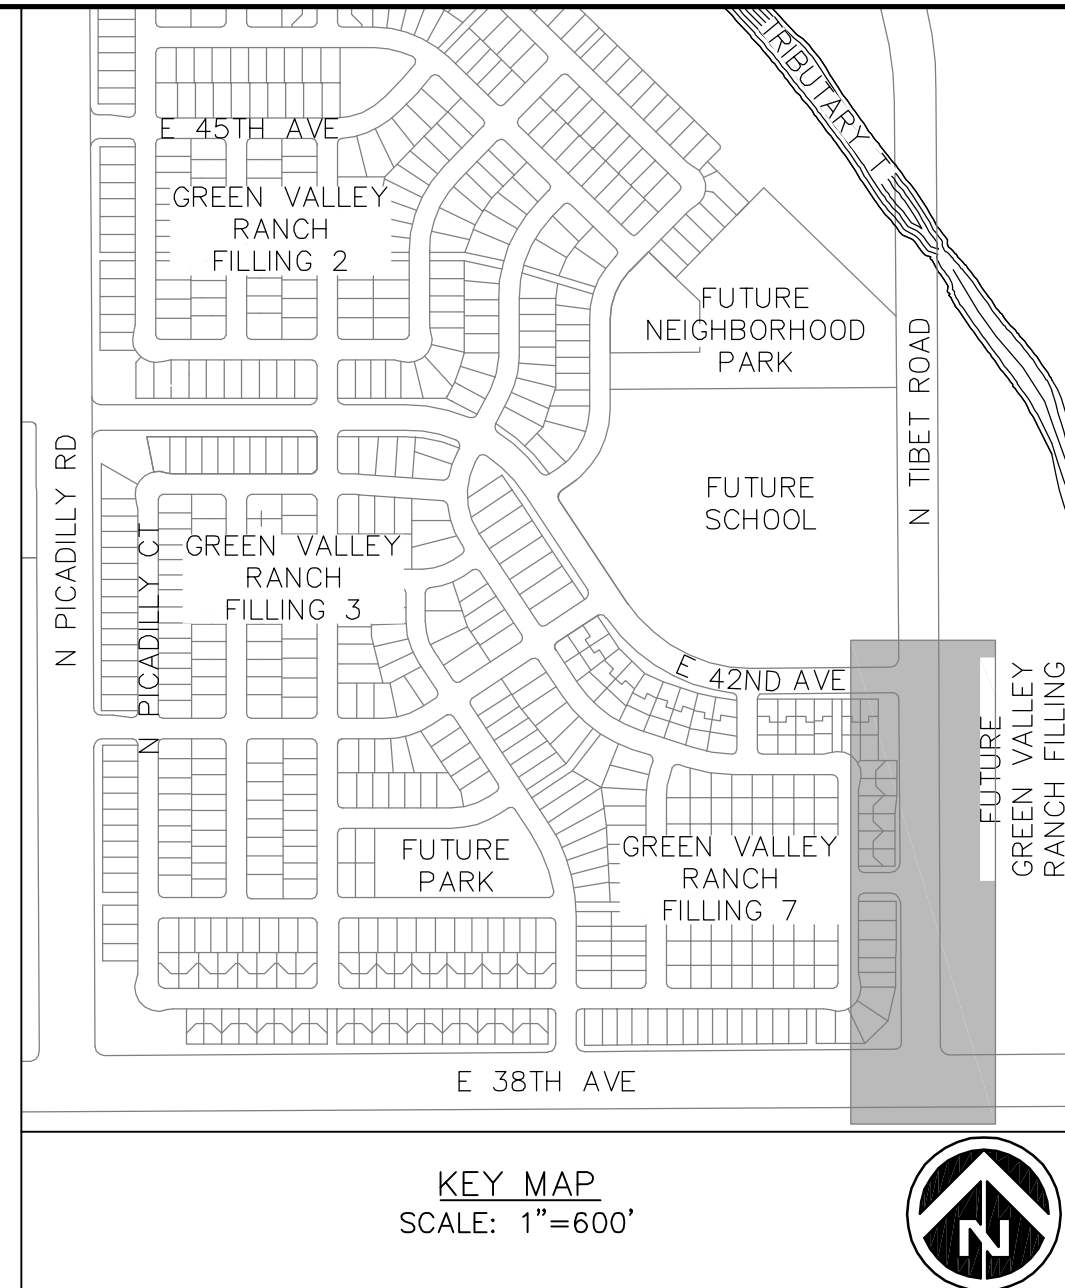 TRIBUTARY T
E 45TH AVE
GREEN VALLEY
RANCH
FILLING 2
FUTURE
NEIGHBORHOOD
PARK
N TIBET ROAD
N PICADILLY RD
FUTURE
SCHOOL
N PICADILLY CT
GREEN VALLEY
RANCH
FILLING 3
E 42ND AVE
FUTURE
GREEN VALLEY
RANCH FILLING
FUTURE
PARK
GREEN VALLEY
RANCH
FILLING 7
E 38TH AVE
KEY MAP
SCALE: 1"=600'
N